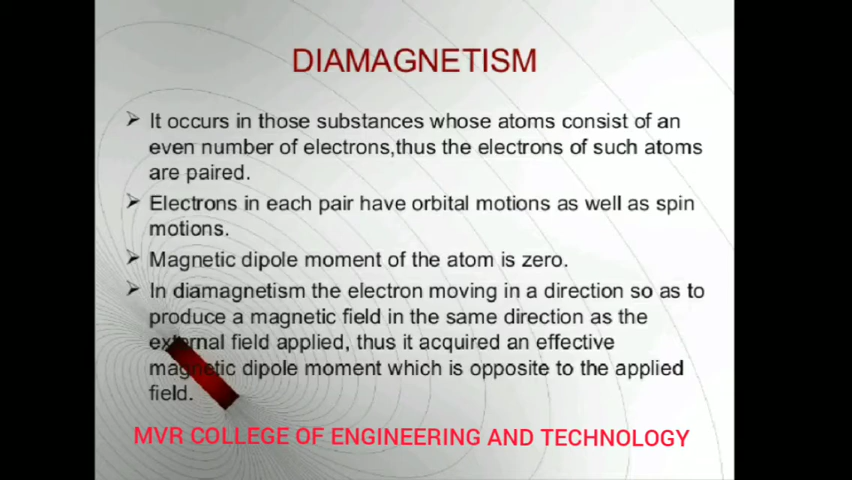 DIAMAGNETISM
➢ It occurs in those substances whose atoms consist of an
even number of electrons,thus the electrons of such atoms
are paired.
➢ Electrons in each pair have orbital motions as well as spin
motions.
➢ Magnetic dipole moment of the atom is zero.
➢ In diamagnetism the electron moving in a direction so as to
produce a magnetic field in the same direction as the
external field applied, thus it acquired an effective
magnetic dipole moment which is opposite to the applied
field.
MVR COLLEGE OF ENGINEERING AND TECHNOLOGY